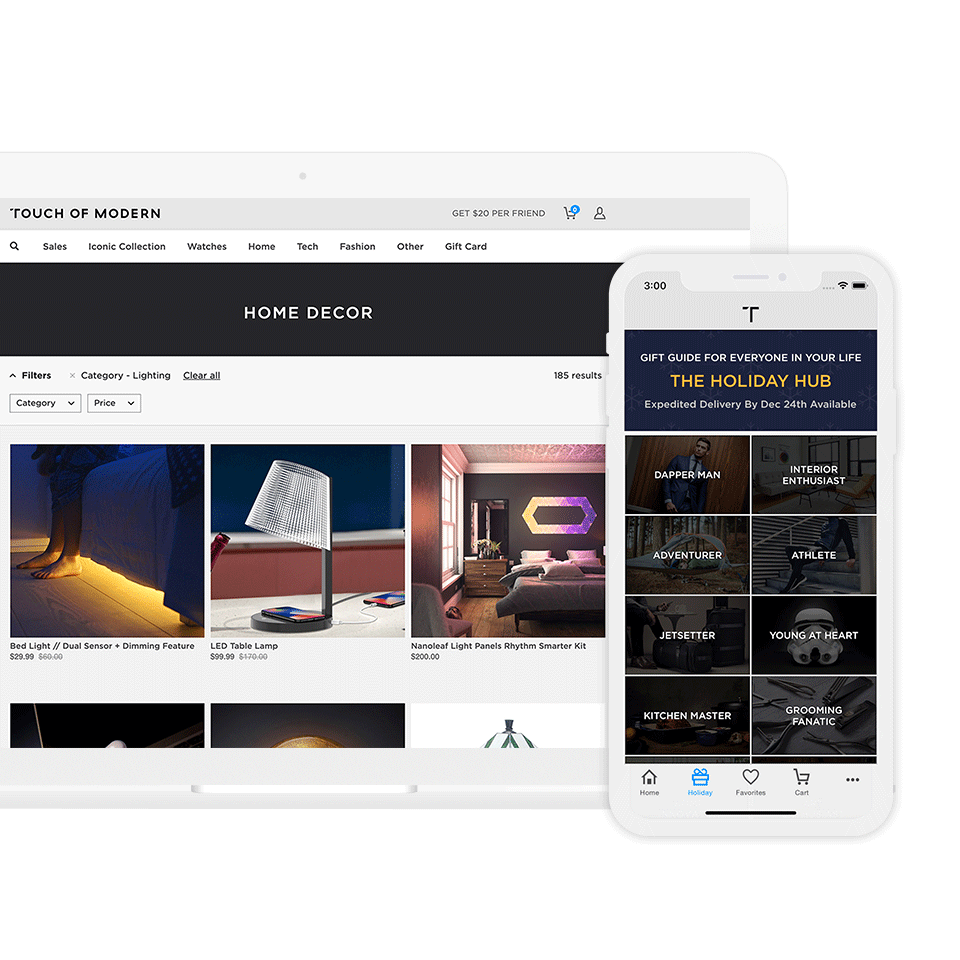 TOUCH OF MODERN
GET $20 PER FRIEND
0
Sales Iconic Collection Watches Home Tech Fashion Other Gift Card
HOME DECOR
Filters × Category - Lighting Clear all
185 results
Category Price
Bed Light // Dual Sensor + Dimming Feature
$29.99 $60.00
LED Table Lamp
$99.99 $170.00
Nanoleaf Light Panels Rhythm Smarter Kit
$200.00
3:00
T
GIFT GUIDE FOR EVERYONE IN YOUR LIFE
THE HOLIDAY HUB
Expedited Delivery By Dec 24th Available
DAPPER MAN
INTERIOR
ENTHUSIAST
ADVENTURER
ATHLETE
JETSETTER
YOUNG AT HEART
KITCHEN MASTER
GROOMING
FANATIC
Home Holiday Favorites Cart